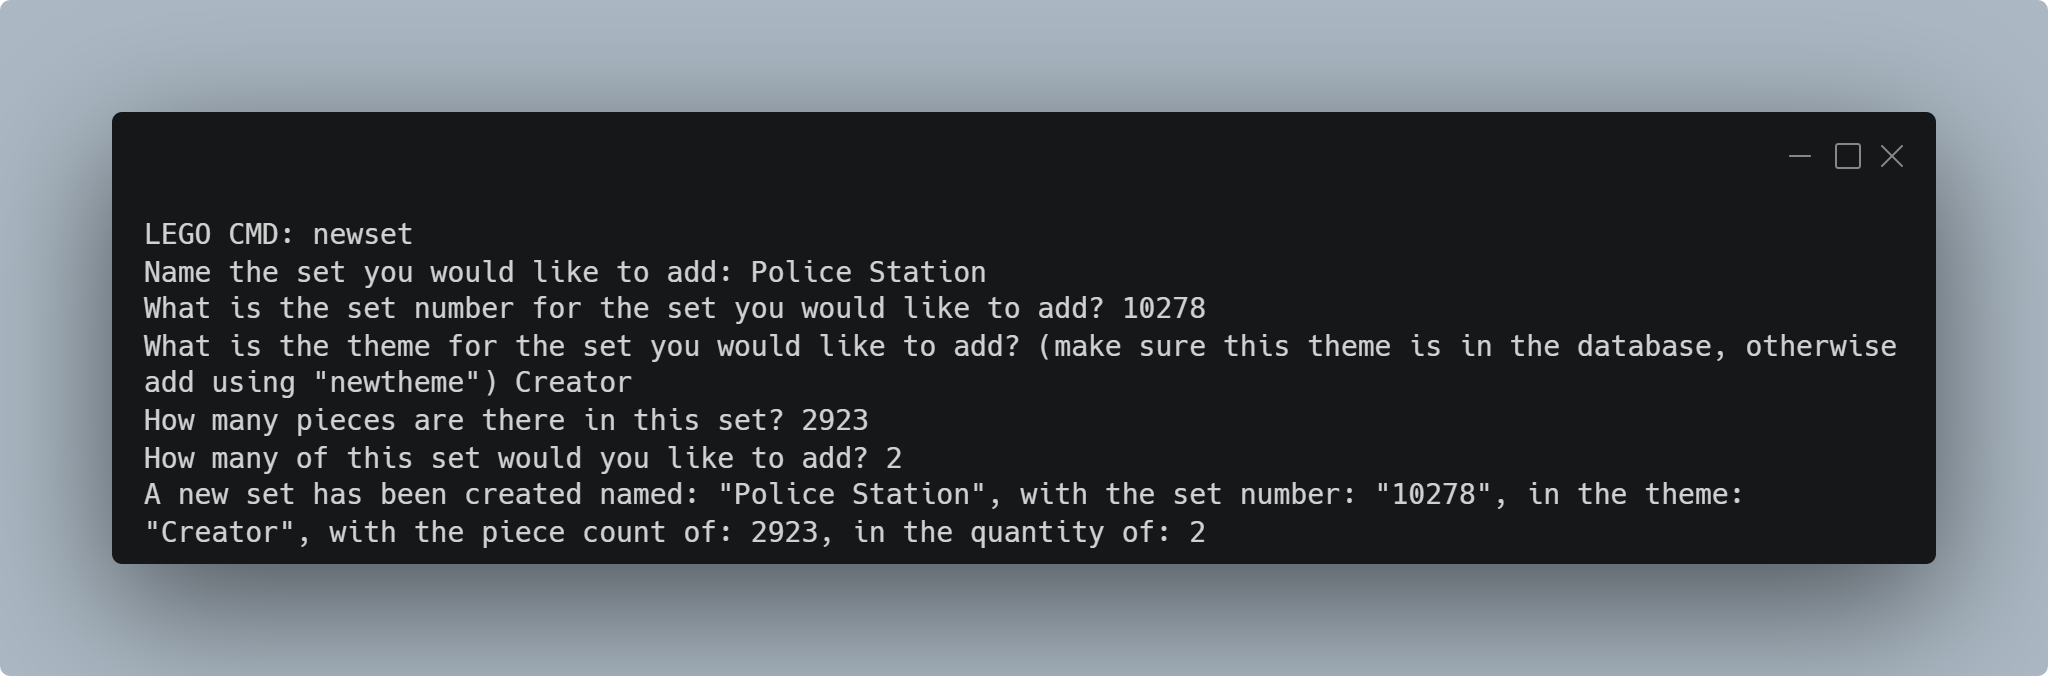 LEGO CMD: newset
Name the set you would like to add: Police Station
What is the set number for the set you would like to add? 10278
What is the theme for the set you would like to add? (make sure this theme is in the database, otherwise
add using "newtheme") Creator
How many pieces are there in this set? 2923
How many of this set would you like to add? 2
A new set has been created named: "Police Station", with the set number: "10278", in the theme:
"Creator", with the piece count of: 2923, in the quantity of: 2